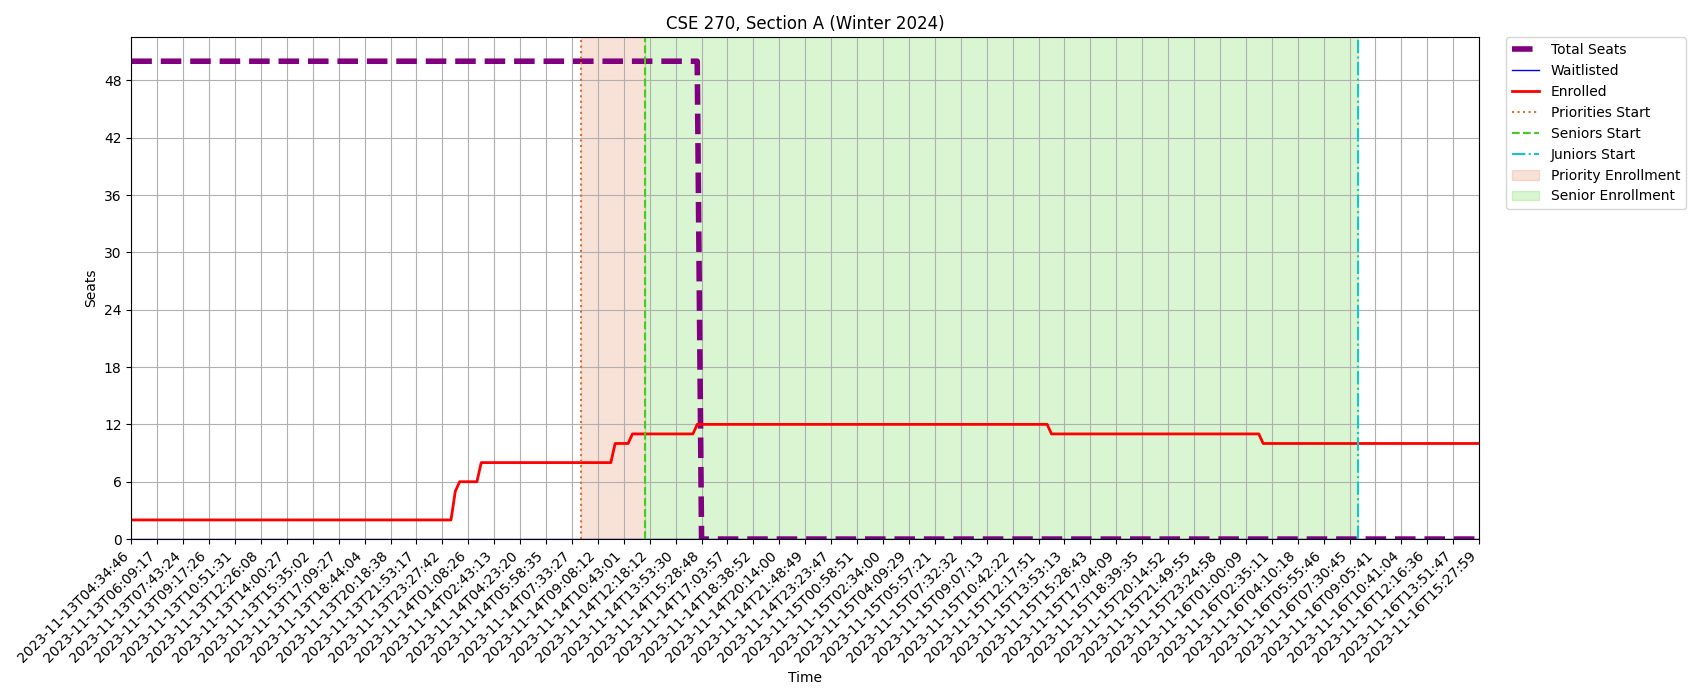 CSE 270, Section A (Winter 2024)
Total Seats
Waitlisted
Enrolled
Priorities Start
Seniors Start
Juniors Start
Priority Enrollment
Senior Enrollment
Seats
48
42
36
30
24
18
12
6
0
2023-11-13T04:34:46
2023-11-13T06:09:17
2023-11-13T07:43:24
2023-11-13T09:17:26
2023-11-13T10:51:31
2023-11-13T12:26:08
2023-11-13T14:00:27
2023-11-13T15:35:02
2023-11-13T17:09:27
2023-11-13T18:44:04
2023-11-13T20:18:38
2023-11-13T21:53:17
2023-11-13T23:27:42
2023-11-14T01:08:26
2023-11-14T02:43:13
2023-11-14T04:23:20
2023-11-14T05:58:35
2023-11-14T07:33:27
2023-11-14T09:08:12
2023-11-14T10:43:01
2023-11-14T12:18:12
2023-11-14T13:53:30
2023-11-14T15:28:48
2023-11-14T17:03:57
2023-11-14T18:38:52
2023-11-14T20:14:00
2023-11-14T21:48:49
2023-11-14T23:23:47
2023-11-15T00:58:51
2023-11-15T02:34:00
2023-11-15T04:09:29
2023-11-15T05:57:21
2023-11-15T07:32:32
2023-11-15T09:07:13
2023-11-15T10:42:22
2023-11-15T12:17:51
2023-11-15T13:53:13
2023-11-15T15:28:43
2023-11-15T17:04:09
2023-11-15T18:39:35
2023-11-15T20:14:52
2023-11-15T21:49:55
2023-11-15T23:24:58
2023-11-16T01:00:09
2023-11-16T02:35:11
2023-11-16T04:10:18
2023-11-16T05:55:46
2023-11-16T07:30:45
2023-11-16T09:05:41
2023-11-16T10:41:04
2023-11-16T12:16:36
2023-11-16T13:51:47
2023-11-16T15:27:59
Time